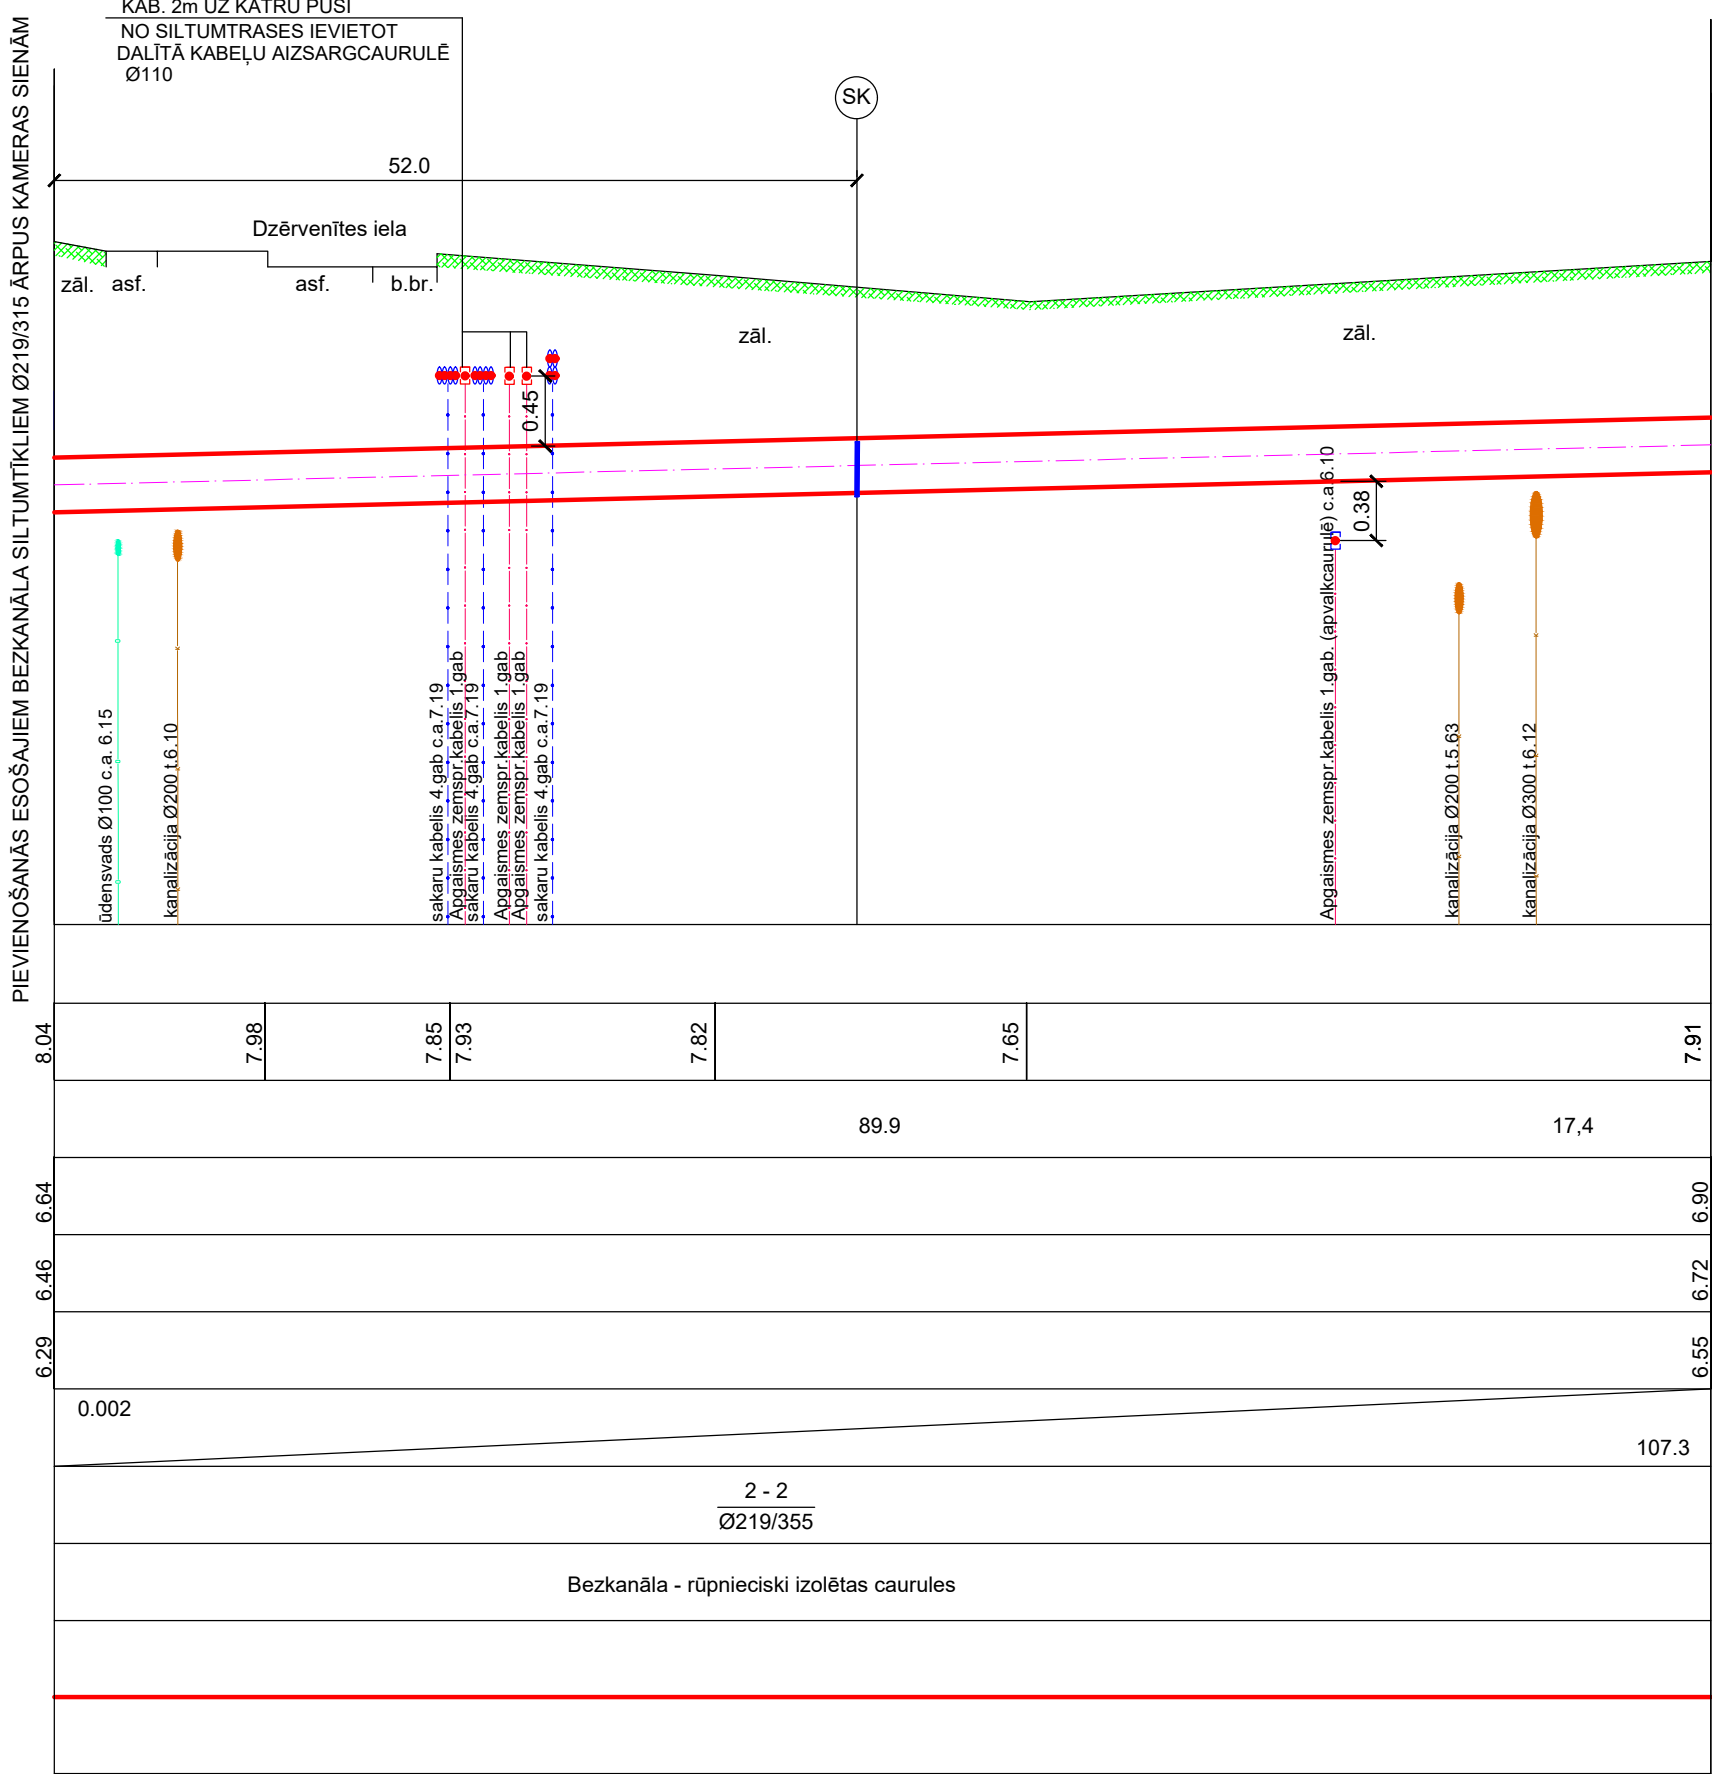 KAB. 2m UZ KATRU PUSI
NO SILTUMTRASES IEVIETOT
DALĪTĀ KABEĻU AIZSARGCAURULĒ
Ø110
PIEVIENOŠANĀS ESOŠAJIEM BEZKANĀLA SILTUMTĪKLIEM Ø219/315 ĀRPUS KAMERAS SIENĀM
SK
52.0
Dzērvenītes iela
zāl.
asf.
asf.
b.br.
zāl.
zāl.
0.45
0.38
ūdensvads Ø100 c.a. 6.15
kanalizācija Ø200 t.6.10
sakaru kabelis 4.gab c.a.7.19
Apgaismes zemspr.kabelis 1.gab
sakaru kabelis 4.gab c.a.7.19
Apgaismes zemspr.kabelis 1.gab
Apgaismes zemspr.kabelis 1.gab
sakaru kabelis 4.gab c.a.7.19
Apgaismes zemspr.kabelis 1.gab. (apvalkcaurulē) c.a.6.10
kanalizācija Ø200 t.5.63
kanalizācija Ø300 t.6.12
8.04
7.98
7.85
7.93
7.82
7.65
7.91
89.9
17,4
6.64
6.90
6.46
6.72
6.29
6.55
0.002
107.3
2 - 2
Ø219/355
Bezkanāla - rūpnieciski izolētas caurules